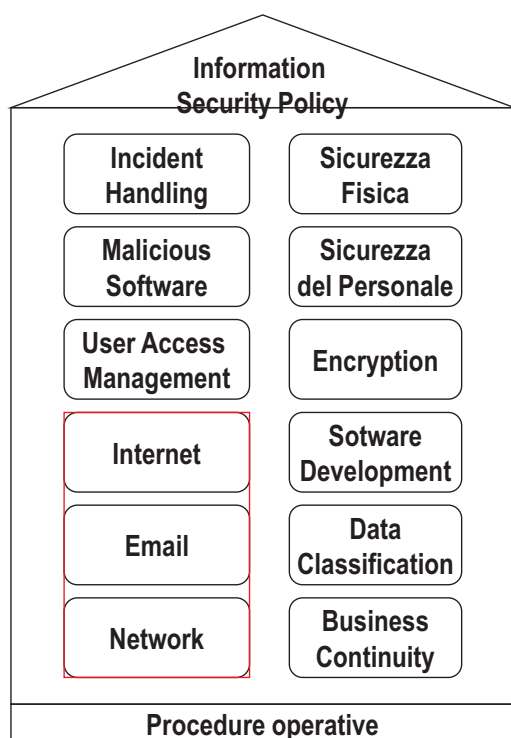 Information
Security Policy
Incident
Handling
Sicurezza
Fisica
Malicious
Software
Sicurezza
del Personale
User Access
Management
Encryption
Internet
Sotware
Development
Email
Data
Classification
Network
Business
Continuity
Procedure operative